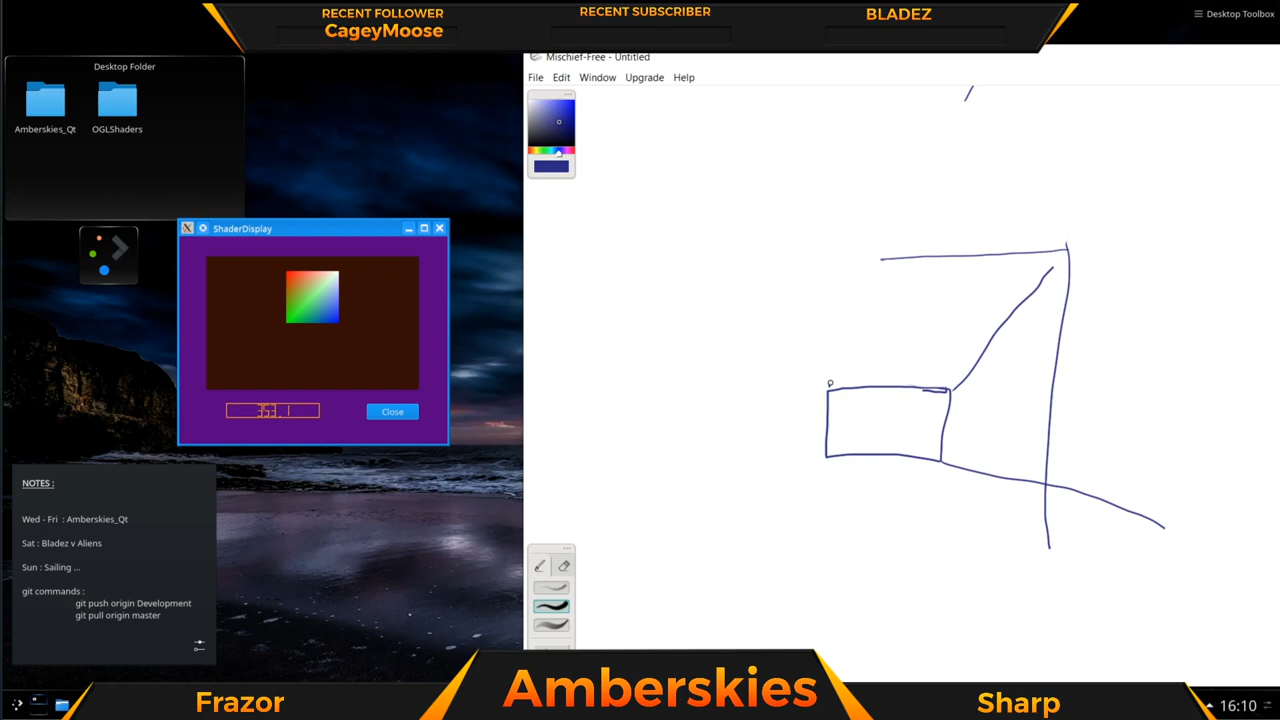 RECENT FOLLOWER
CageyMoose
RECENT SUBSCRIBER
BLADEZ
Desktop Toolbox
Desktop Folder
Amberskies_Qt
OGLShaders
Mischief-Free - Untitled
File Edit Window Upgrade Help
ShaderDisplay
353.1
Close
NOTES :
Wed - Fri : Amberskies_Qt
Sat : Bladez v Aliens
Sun : Sailing ...
git commands :
git push origin Development
git pull origin master
Frazor
Amberskies
Sharp
16:10